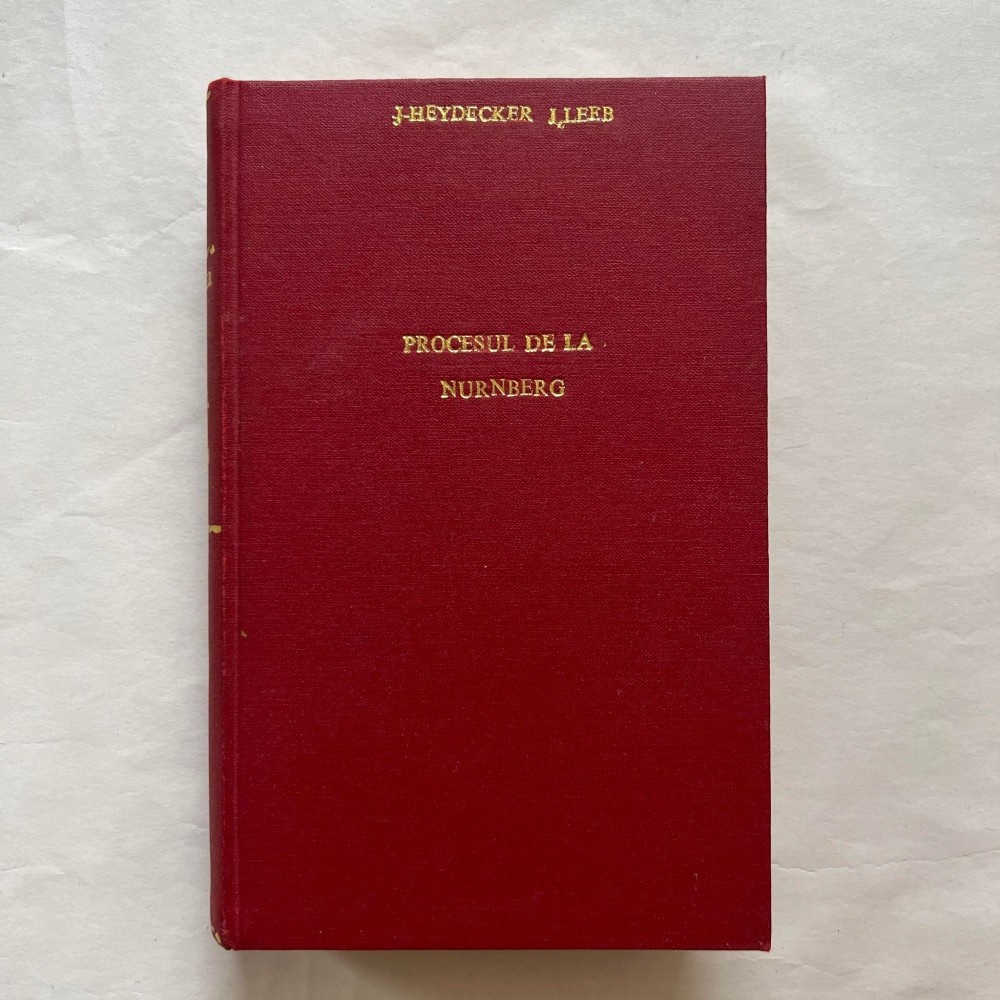 J-HEYDECKER J,LEEB
PROCESUL DE LA
NURNBERG